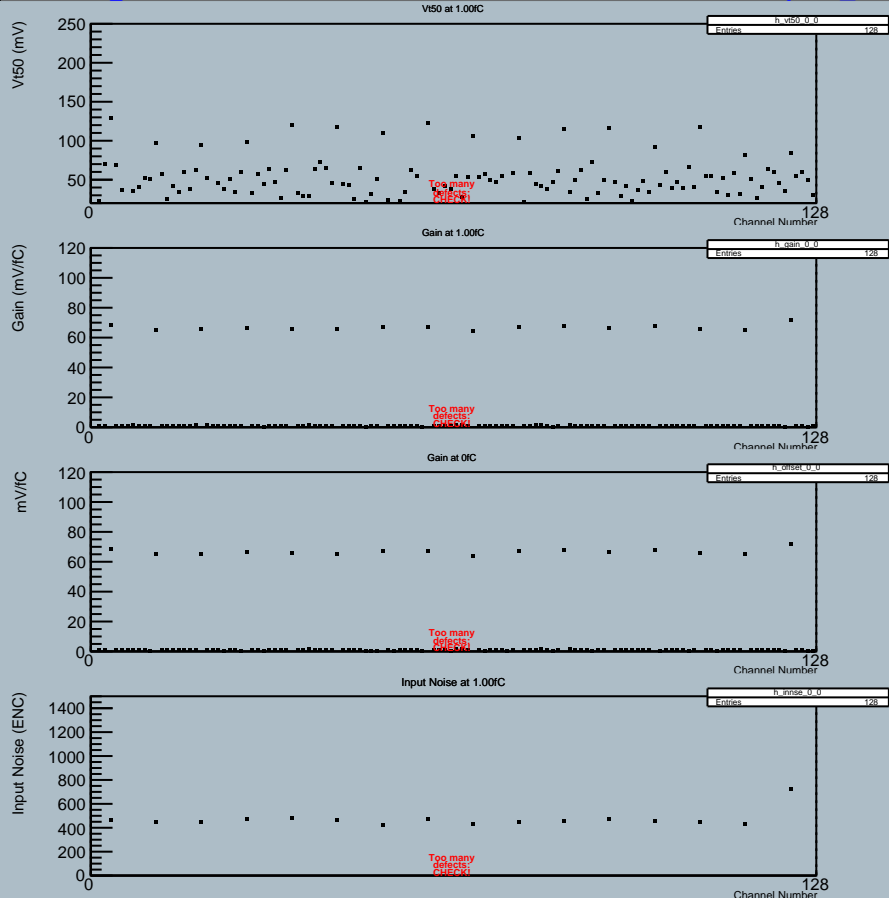 Vt50 at 1.00fC
h_vt50_0_0
Entries 128
Vt50 (mV)
250
200
150
100
50
Too many
defects:
CHECK!
0
128
Channel Number
Gain at 1.00fC
h_gain_0_0
Entries 128
Gain (mV/fC)
120
100
80
60
40
20
0
Too many
defects:
CHECK!
0
128
Channel Number
Gain at 0fC
h_offset_0_0
Entries 128
mV/fC
120
100
80
60
40
20
0
Too many
defects:
CHECK!
0
128
Channel Number
Input Noise at 1.00fC
h_innse_0_0
Entries 128
Input Noise (ENC)
1400
1200
1000
800
600
400
200
0
Too many
defects:
CHECK!
0
128
Channel Number